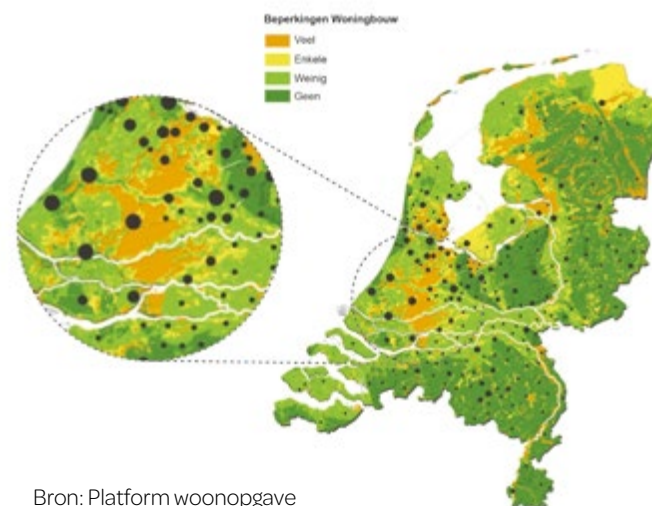 Beperkingen Woningbouw
Veel
Enkele
Weinig
Geen
Bron: Platform woonopgave